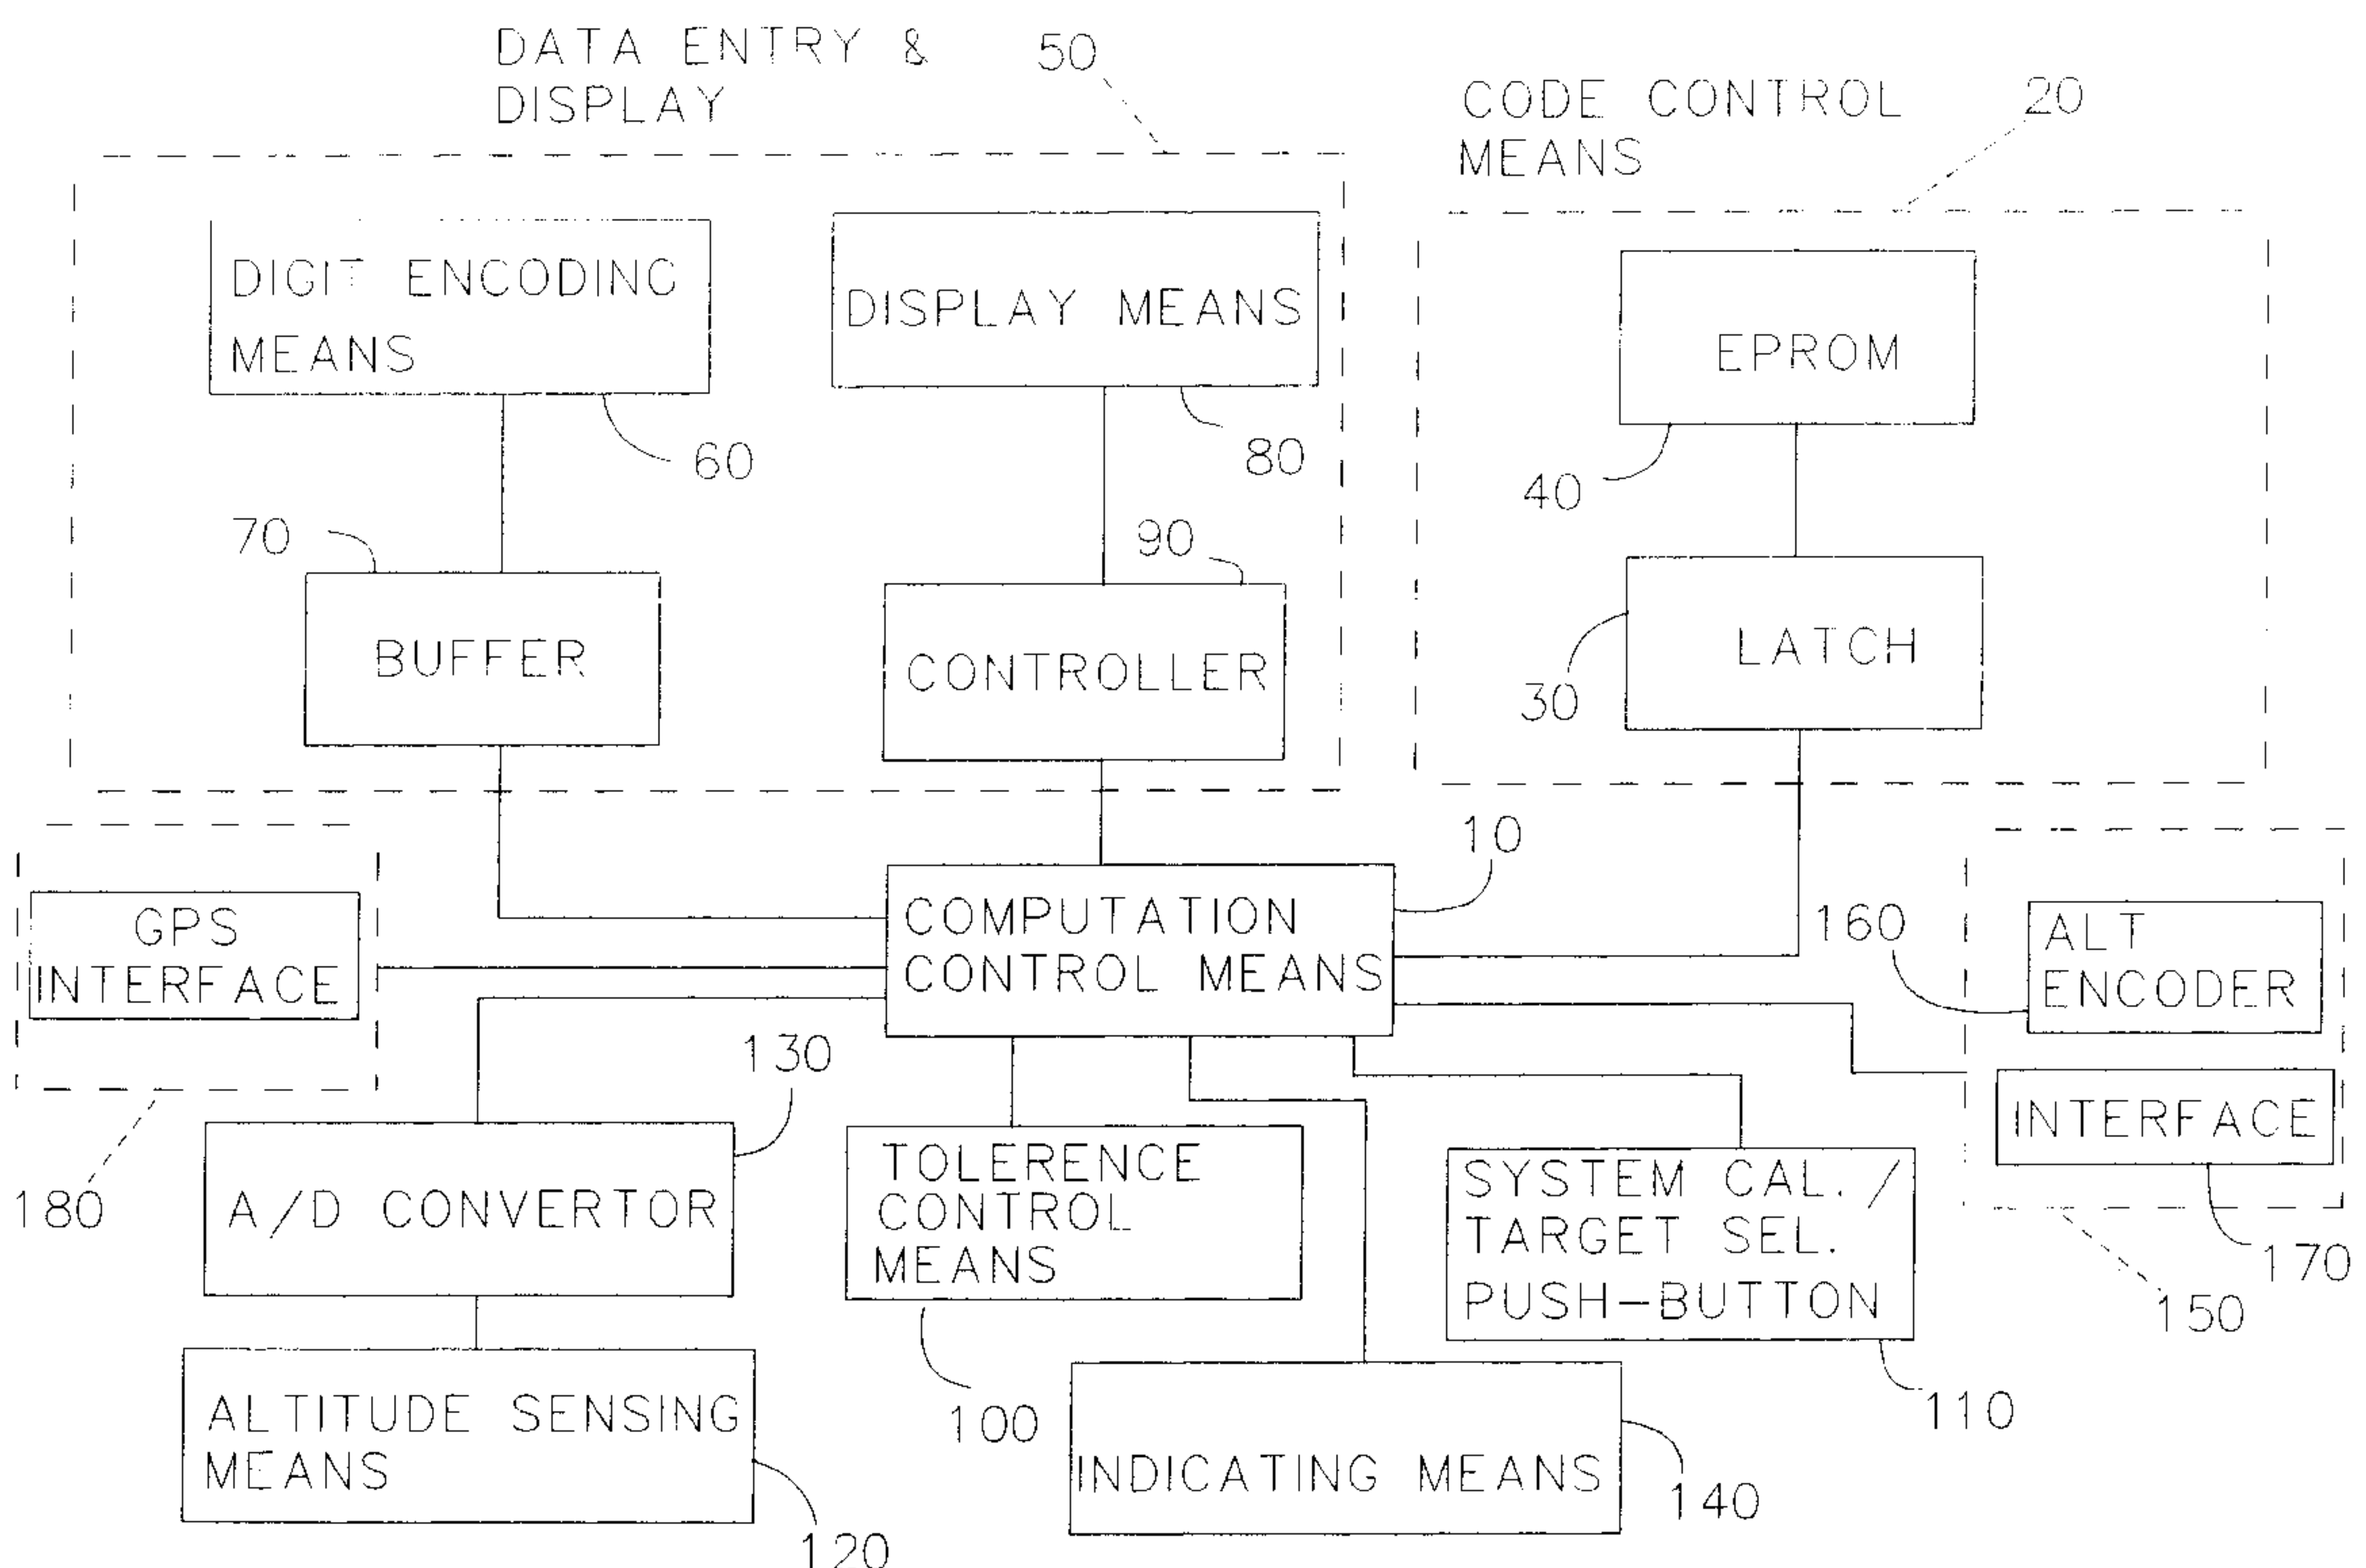 DATA ENTRY &
DISPLAY
50
CODE CONTROL
MEANS
20
DIGIT ENCODING
MEANS
60
DISPLAY MEANS
80
EPROM
40
70
BUFFER
90
CONTROLLER
LATCH
30
10
GPS
INTERFACE
180
COMPUTATION
CONTROL MEANS
160
ALT
ENCODER
INTERFACE
170
150
130
A/D CONVERTOR
TOLERENCE
CONTROL
MEANS
100
SYSTEM CAL./
TARGET SEL.
PUSH-BUTTON
110
ALTITUDE SENSING
MEANS
120
INDICATING MEANS
140